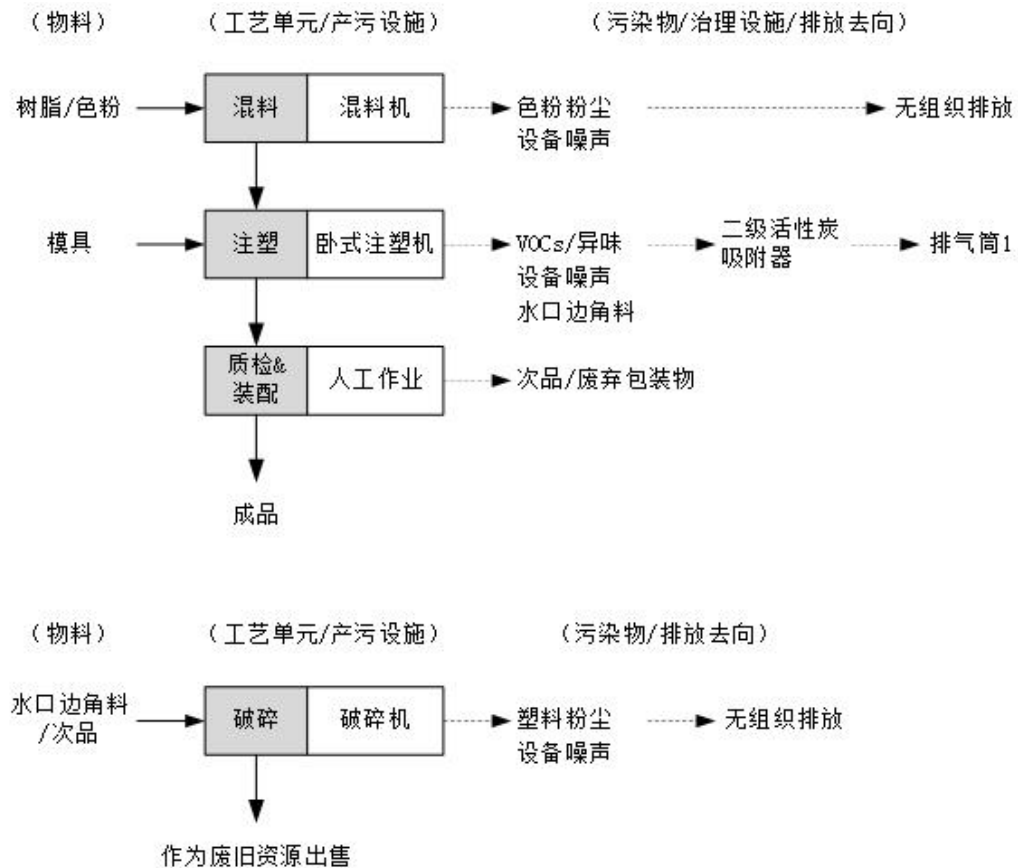 （物料）
（工艺单元/产污设施）
（污染物/治理设施/排放去向）
树脂/色粉
混料
混料机
色粉粉尘
设备噪声
无组织排放
模具
注塑
卧式注塑机
VOCs/异味
设备噪声
水口边角料
二级活性炭
吸附器
排气筒1
质检&
装配
人工作业
次品/废弃包装物
成品
（物料）
（工艺单元/产污设施）
（污染物/排放去向）
水口边角料
/次品
破碎
破碎机
塑料粉尘
设备噪声
无组织排放
作为废旧资源出售